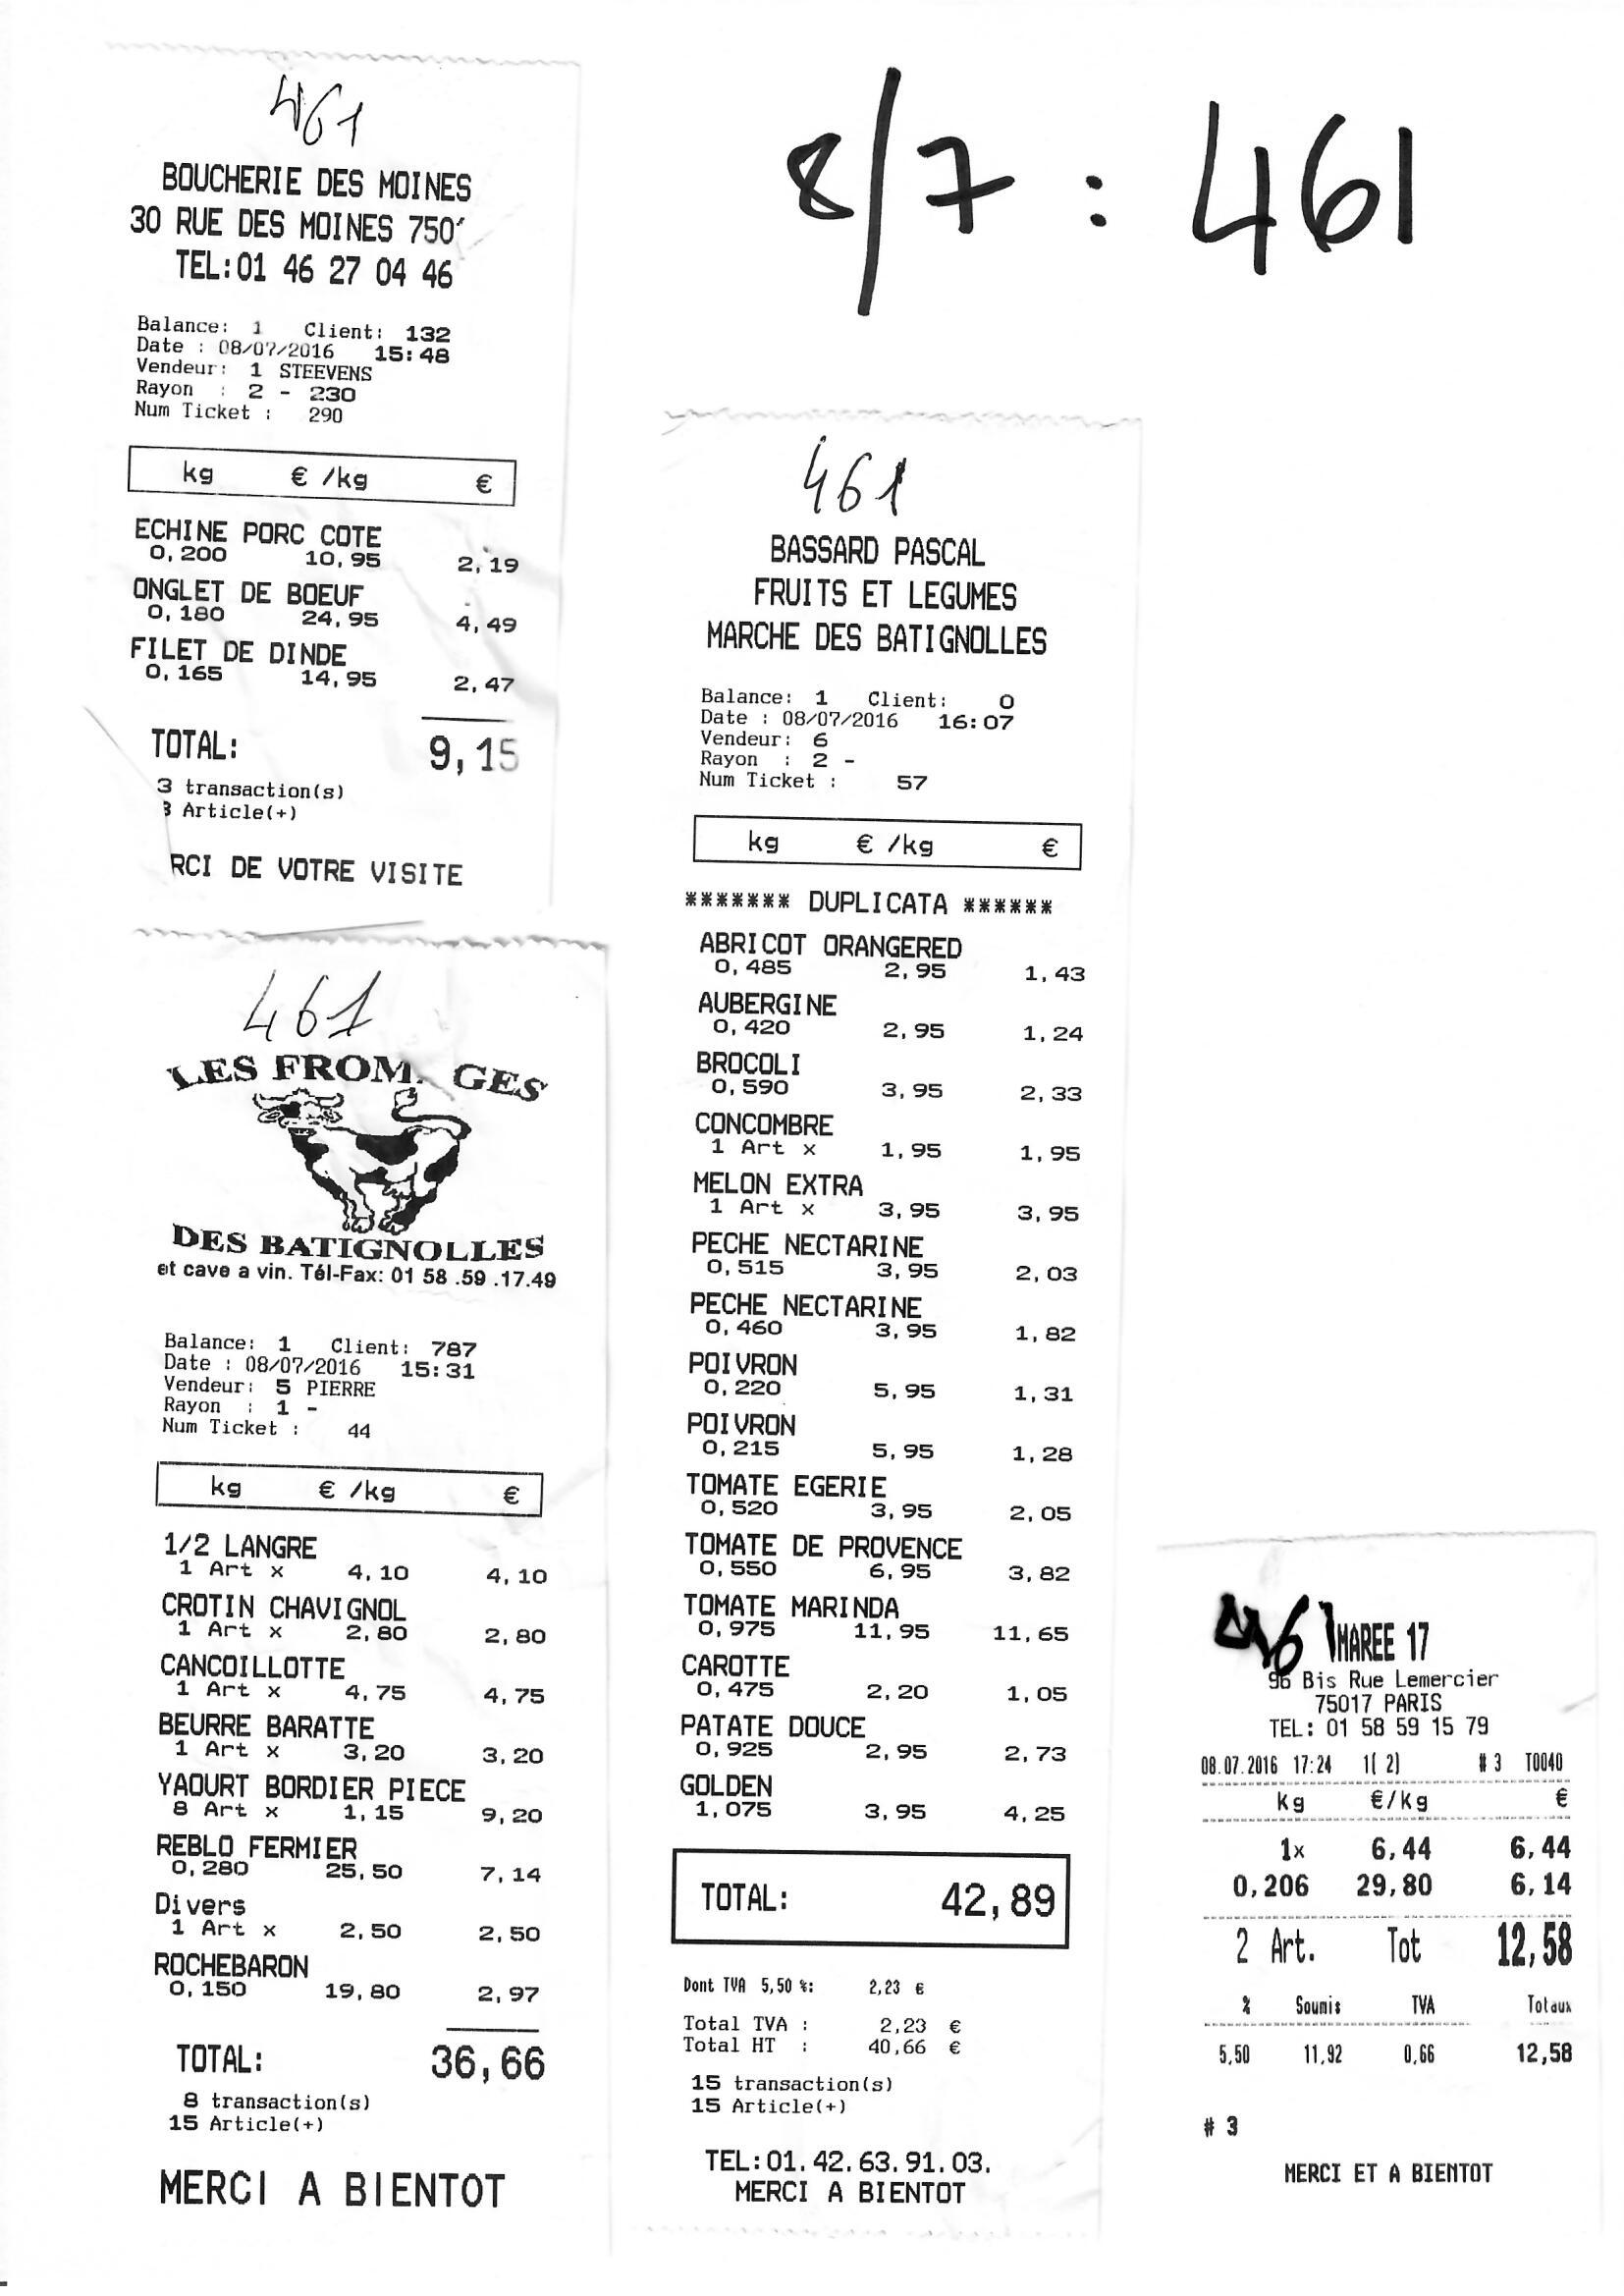 8/7 : 461
461
BOUCHERIE DES MOINES
30 RUE DES MOINES 750
TEL:01 46 27 04 46
Balance: 1 Client: 132
Date : 08/07/2016 15:48
Vendeur: 1 STEEVENS
Rayon : 2 - 230
Num Ticket : 290
kg € /kg €
ECHINE PORC COTE
0,200 10,95 2,19
ONGLET DE BOEUF
0,180 24,95 4,49
FILET DE DINDE
0,165 14,95 2,47
TOTAL: 9,15
3 transaction(s)
3 Article(+)
RCI DE VOTRE VISITE
461
LES FROM GES
DES BATIGNOLLES
et cave a vin. Tél-Fax: 01 58 .59 .17.49
Balance: 1 Client: 787
Date : 08/07/2016 15:31
Vendeur: 5 PIERRE
Rayon : 1 -
Num Ticket : 44
kg € /kg €
1/2 LANGRE
1 Art x 4,10 4,10
CROTIN CHAVIGNOL
1 Art x 2,80 2,80
CANCOILLOTTE
1 Art x 4,75 4,75
BEURRE BARATTE
1 Art x 3,20 3,20
YAOURT BORDIER PIECE
8 Art x 1,15 9,20
REBLO FERMIER
0,280 25,50 7,14
Divers
1 Art x 2,50 2,50
ROCHEBARON
0,150 19,80 2,97
TOTAL: 36,66
8 transaction(s)
15 Article(+)
MERCI A BIENTOT
461
BASSARD PASCAL
FRUITS ET LEGUMES
MARCHE DES BATIGNOLLES
Balance: 1 Client: 0
Date : 08/07/2016 16:07
Vendeur: 6
Rayon : 2 -
Num Ticket : 57
kg € /kg €
******* DUPLICATA ******
ABRICOT ORANGERED
0,485 2,95 1,43
AUBERGINE
0,420 2,95 1,24
BROCOLI
0,590 3,95 2,33
CONCOMBRE
1 Art x 1,95 1,95
MELON EXTRA
1 Art x 3,95 3,95
PECHE NECTARINE
0,515 3,95 2,03
PECHE NECTARINE
0,460 3,95 1,82
POIVRON
0,220 5,95 1,31
POIVRON
0,215 5,95 1,28
TOMATE EGERIE
0,520 3,95 2,05
TOMATE DE PROVENCE
0,550 6,95 3,82
TOMATE MARINDA
0,975 11,95 11,65
CAROTTE
0,475 2,20 1,05
PATATE DOUCE
0,925 2,95 2,73
GOLDEN
1,075 3,95 4,25
TOTAL: 42,89
Dont TVA 5,50 %: 2,23 €
Total TVA : 2,23 €
Total HT : 40,66 €
15 transaction(s)
15 Article(+)
TEL:01.42.63.91.03.
MERCI A BIENTOT
461
MAREE 17
96 Bis Rue Lemercier
75017 PARIS
TEL: 01 58 59 15 79
08.07.2016 17:24 1( 2) # 3 T0040
kg €/kg €
1x 6,44 6,44
0,206 29,80 6,14
2 Art. Tot 12,58
% Soumis TVA Totaux
5,50 11,92 0,66 12,58
# 3
MERCI ET A BIENTOT